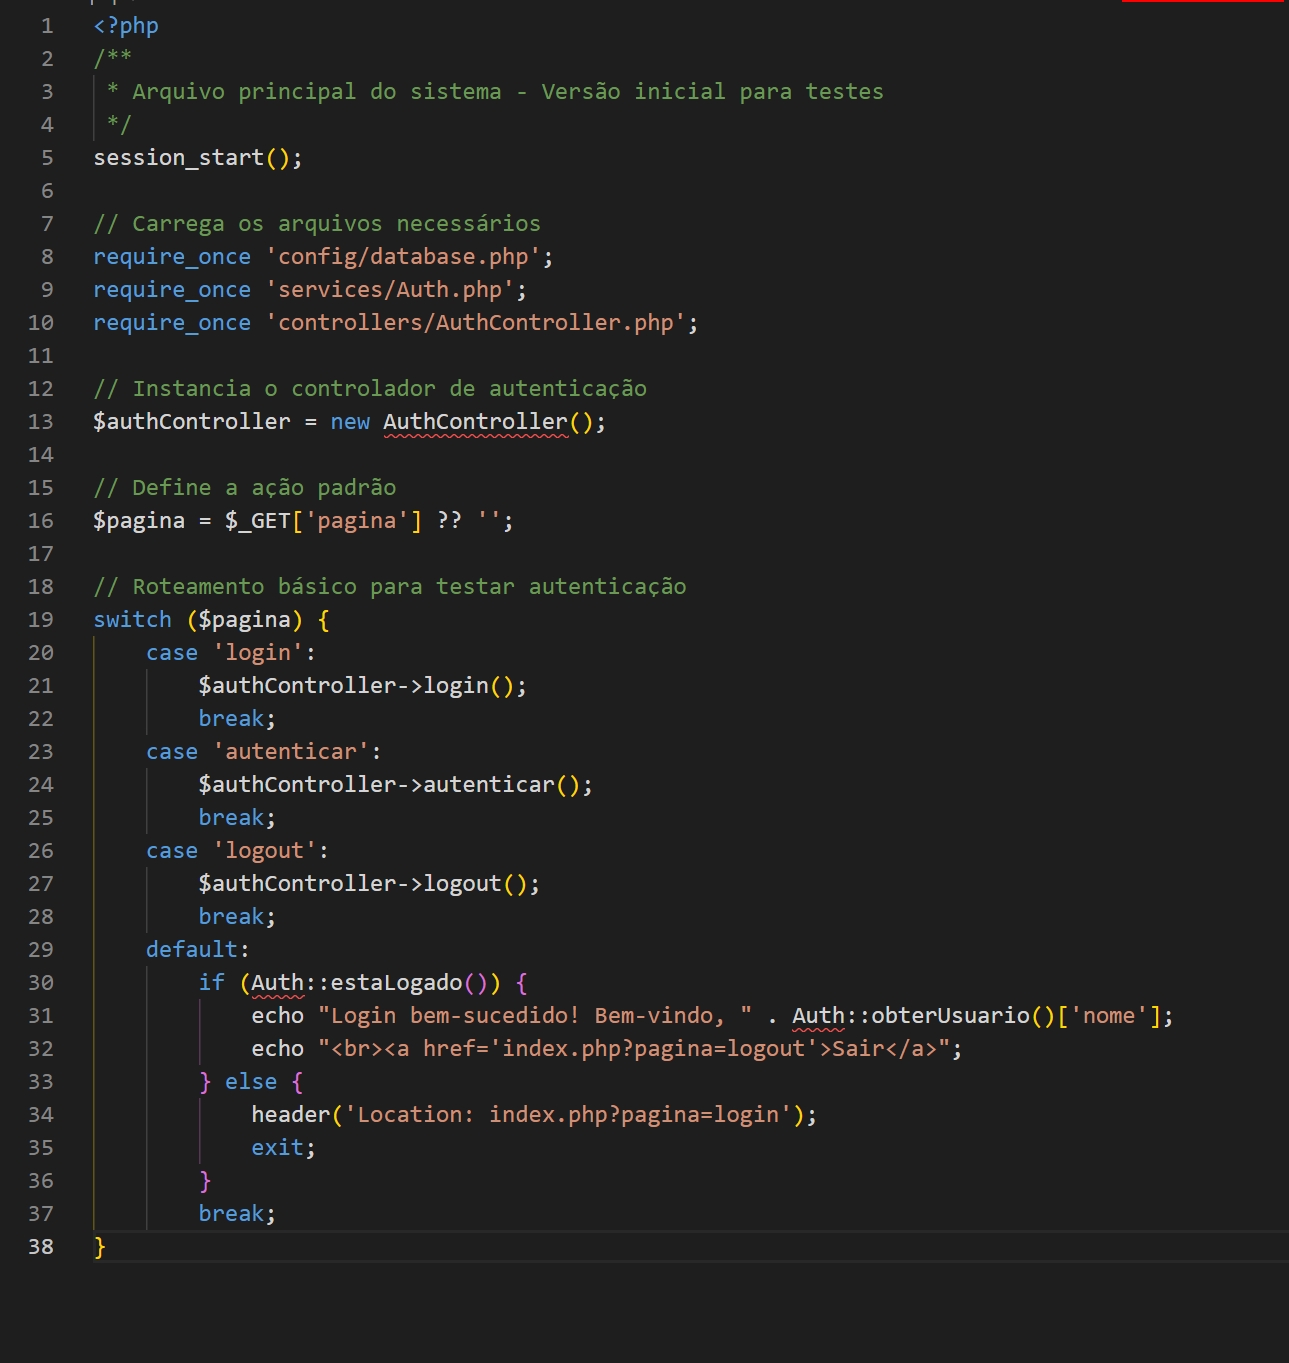 1 <?php
2 /**
3  * Arquivo principal do sistema - Versão inicial para testes
4  */
5 session_start();
6
7 // Carrega os arquivos necessários
8 require_once 'config/database.php';
9 require_once 'services/Auth.php';
10 require_once 'controllers/AuthController.php';
11
12 // Instancia o controlador de autenticação
13 $authController = new AuthController();
14
15 // Define a ação padrão
16 $pagina = $_GET['pagina'] ?? '';
17
18 // Roteamento básico para testar autenticação
19 switch ($pagina) {
20     case 'login':
21         $authController->login();
22         break;
23     case 'autenticar':
24         $authController->autenticar();
25         break;
26     case 'logout':
27         $authController->logout();
28         break;
29     default:
30         if (Auth::estaLogado()) {
31             echo "Login bem-sucedido! Bem-vindo, " . Auth::obterUsuario()['nome'];
32             echo "<br><a href='index.php?pagina=logout'>Sair</a>";
33         } else {
34             header('Location: index.php?pagina=login');
35             exit;
36         }
37         break;
38 }